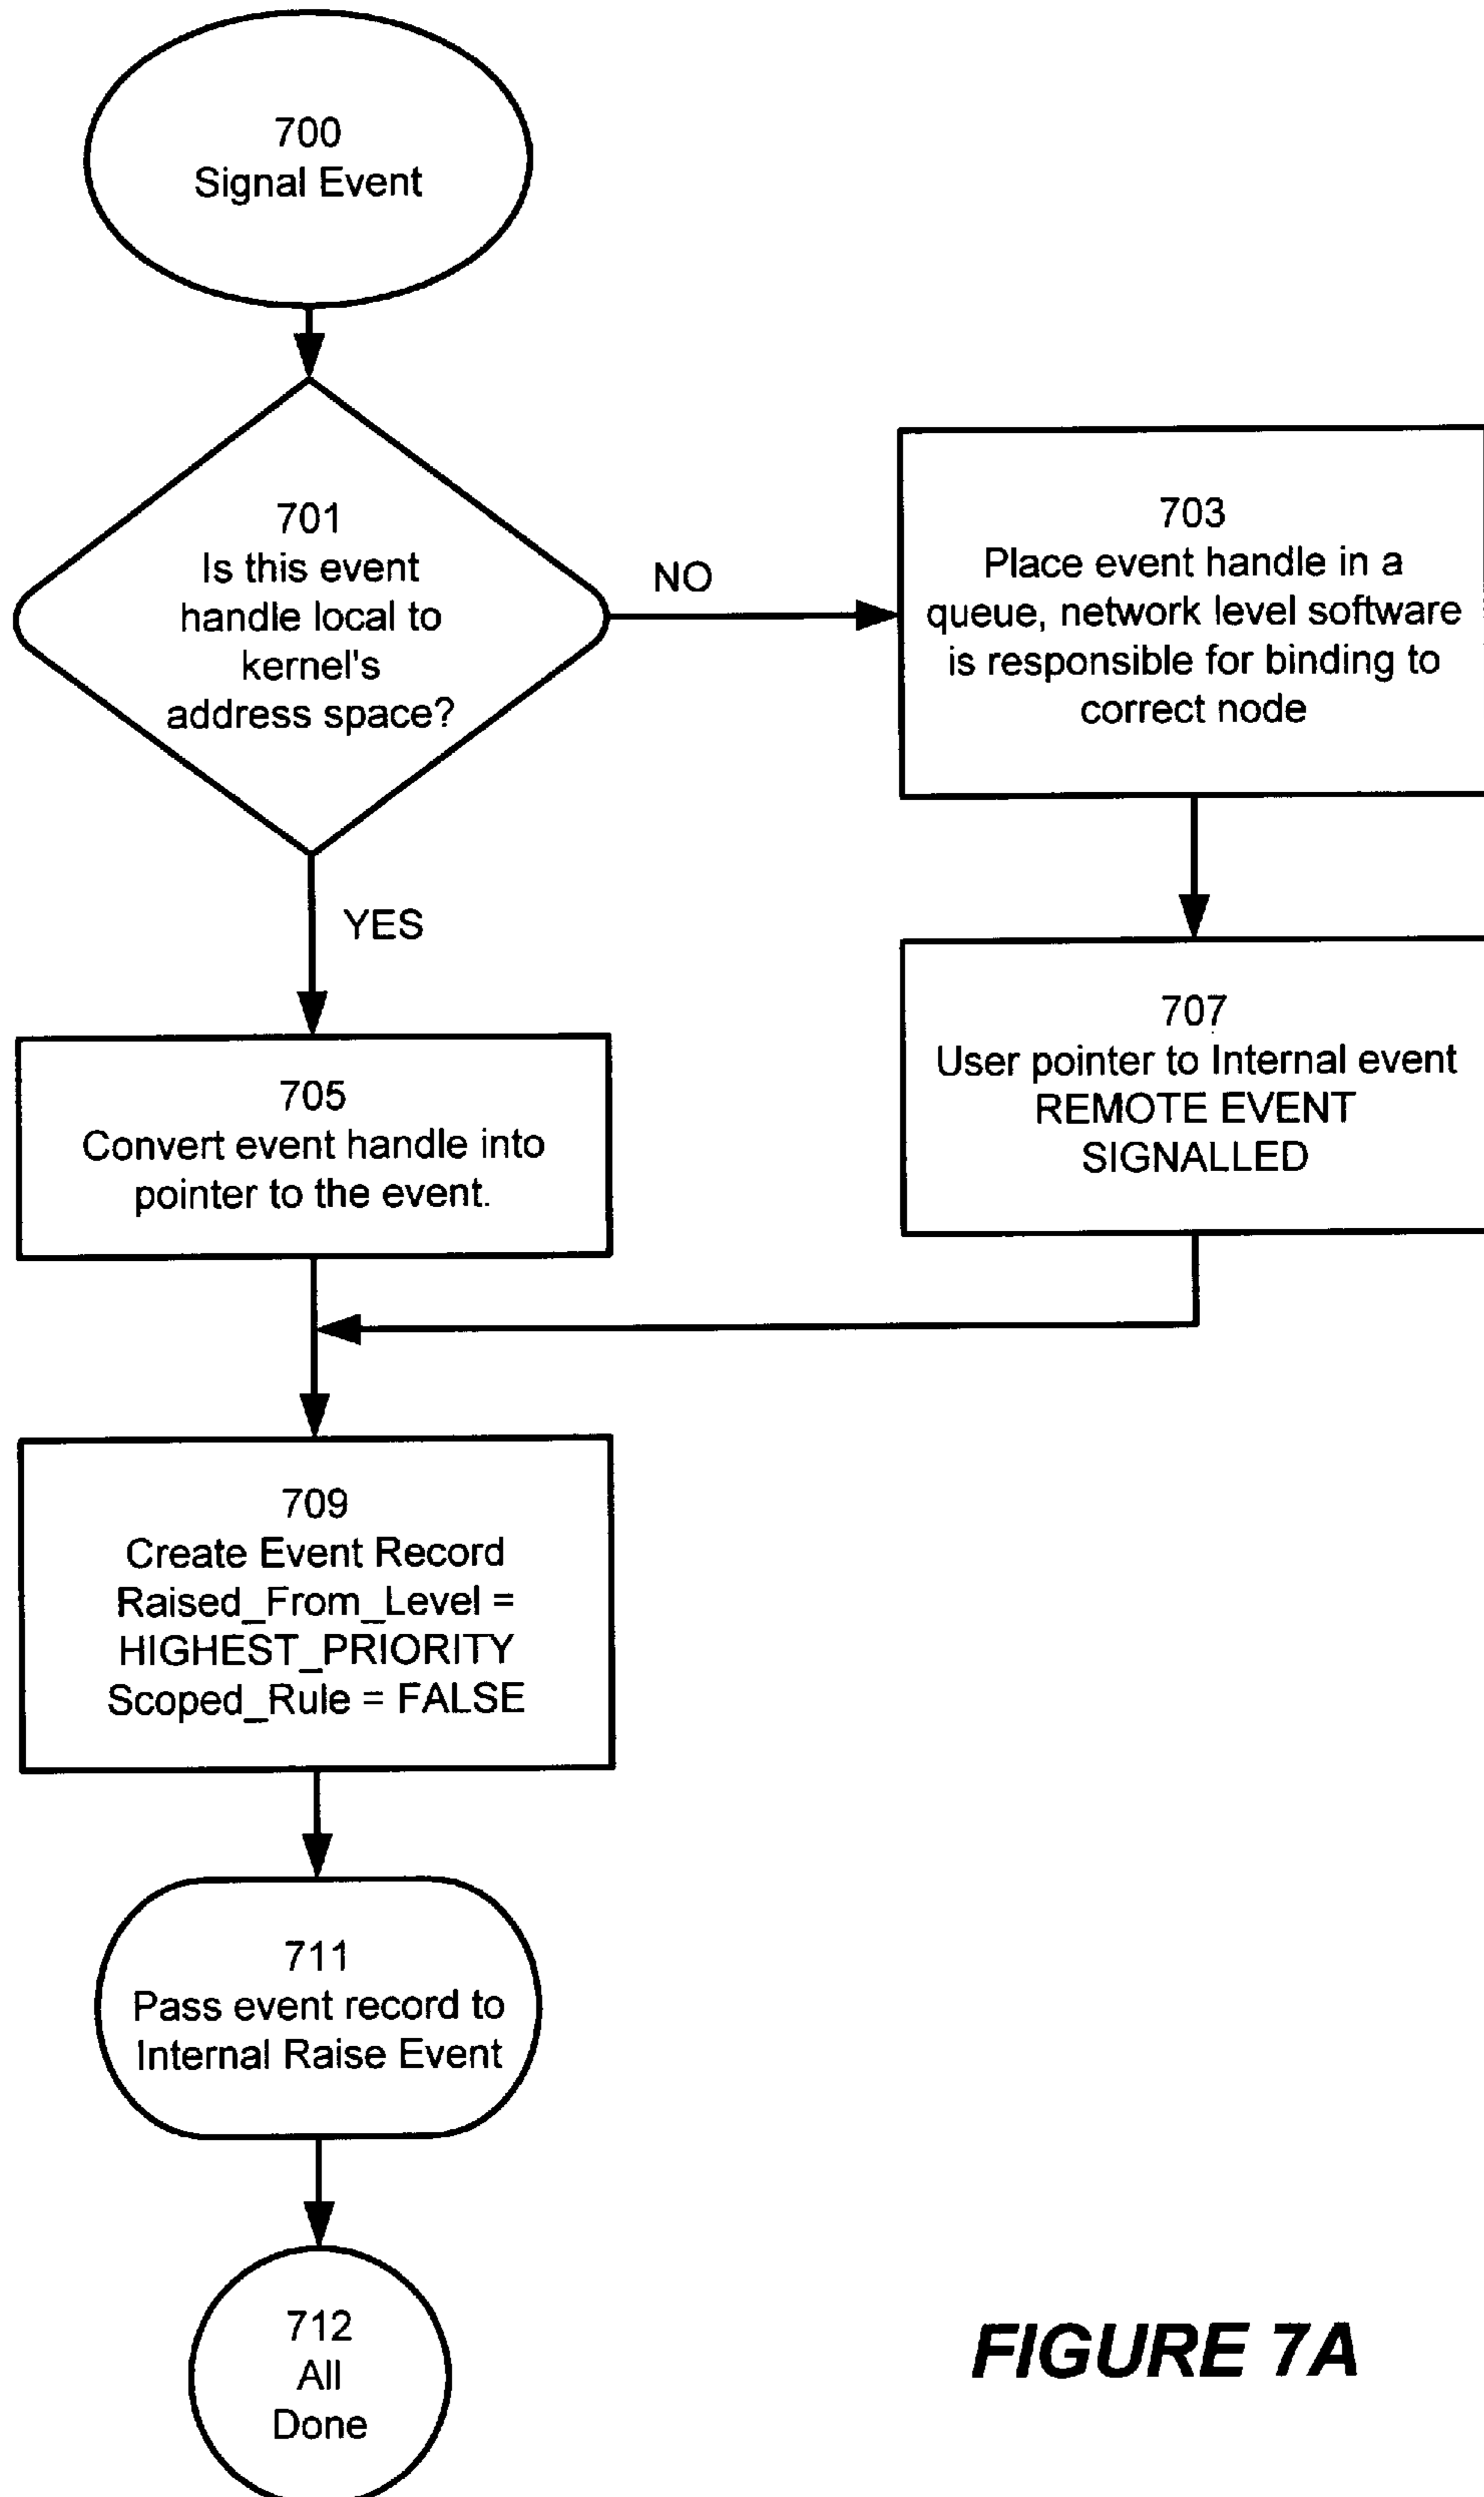 700
Signal Event
701
Is this event
handle local to
kernel's
address space?
NO
703
Place event handle in a
queue, network level software
is responsible for binding to
correct node
YES
705
Convert event handle into
pointer to the event.
707
User pointer to Internal event
REMOTE EVENT
SIGNALLED
709
Create Event Record
Raised_From_Level =
HIGHEST_PRIORITY
Scoped_Rule = FALSE
711
Pass event record to
Internal Raise Event
712
All
Done
FIGURE 7A